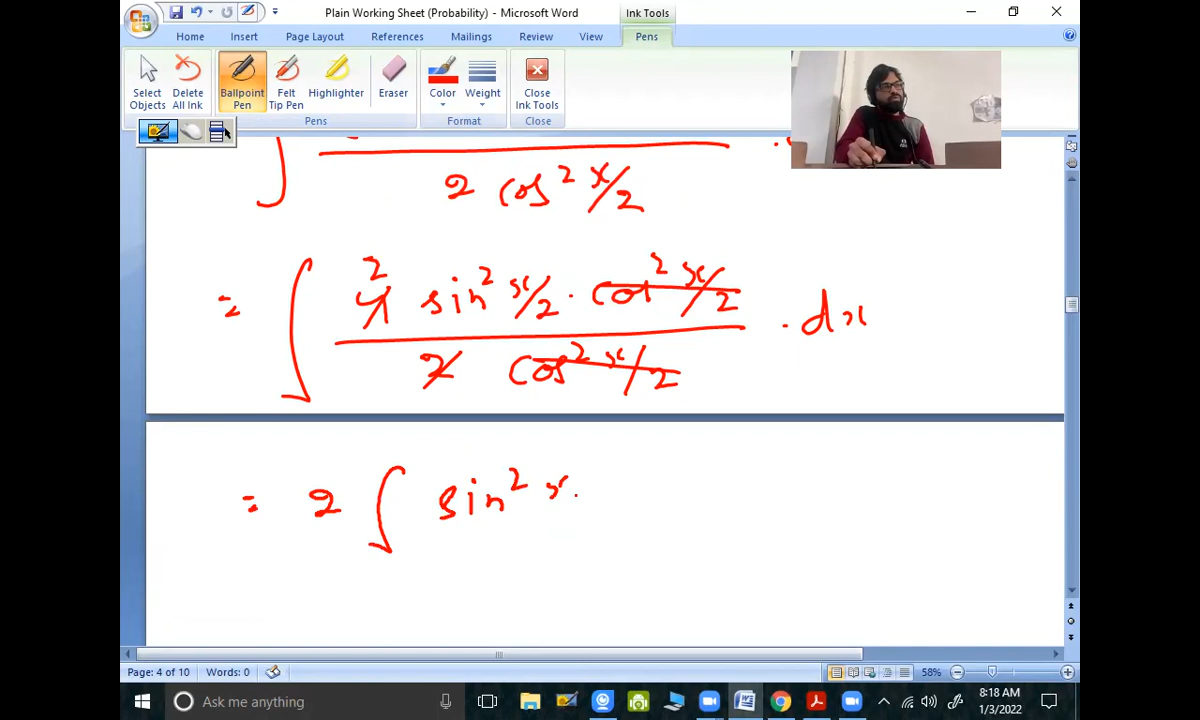 Plain Working Sheet (Probability) - Microsoft Word
Ink Tools
Home Insert Page Layout References Mailings Review View Pens
Select Objects
Delete All Ink
Ballpoint Pen
Felt Tip Pen
Highlighter
Eraser
Color
Weight
Close Ink Tools
Pens Format Close
∫ 2 cos² x/2
= ∫ 4 2 sin² x/2 · cos² x/2 / 2 cos² x/2 · dx
= 2 ∫ sin² x
Page: 4 of 10 Words: 0 58%
Ask me anything
8:18 AM
1/3/2022